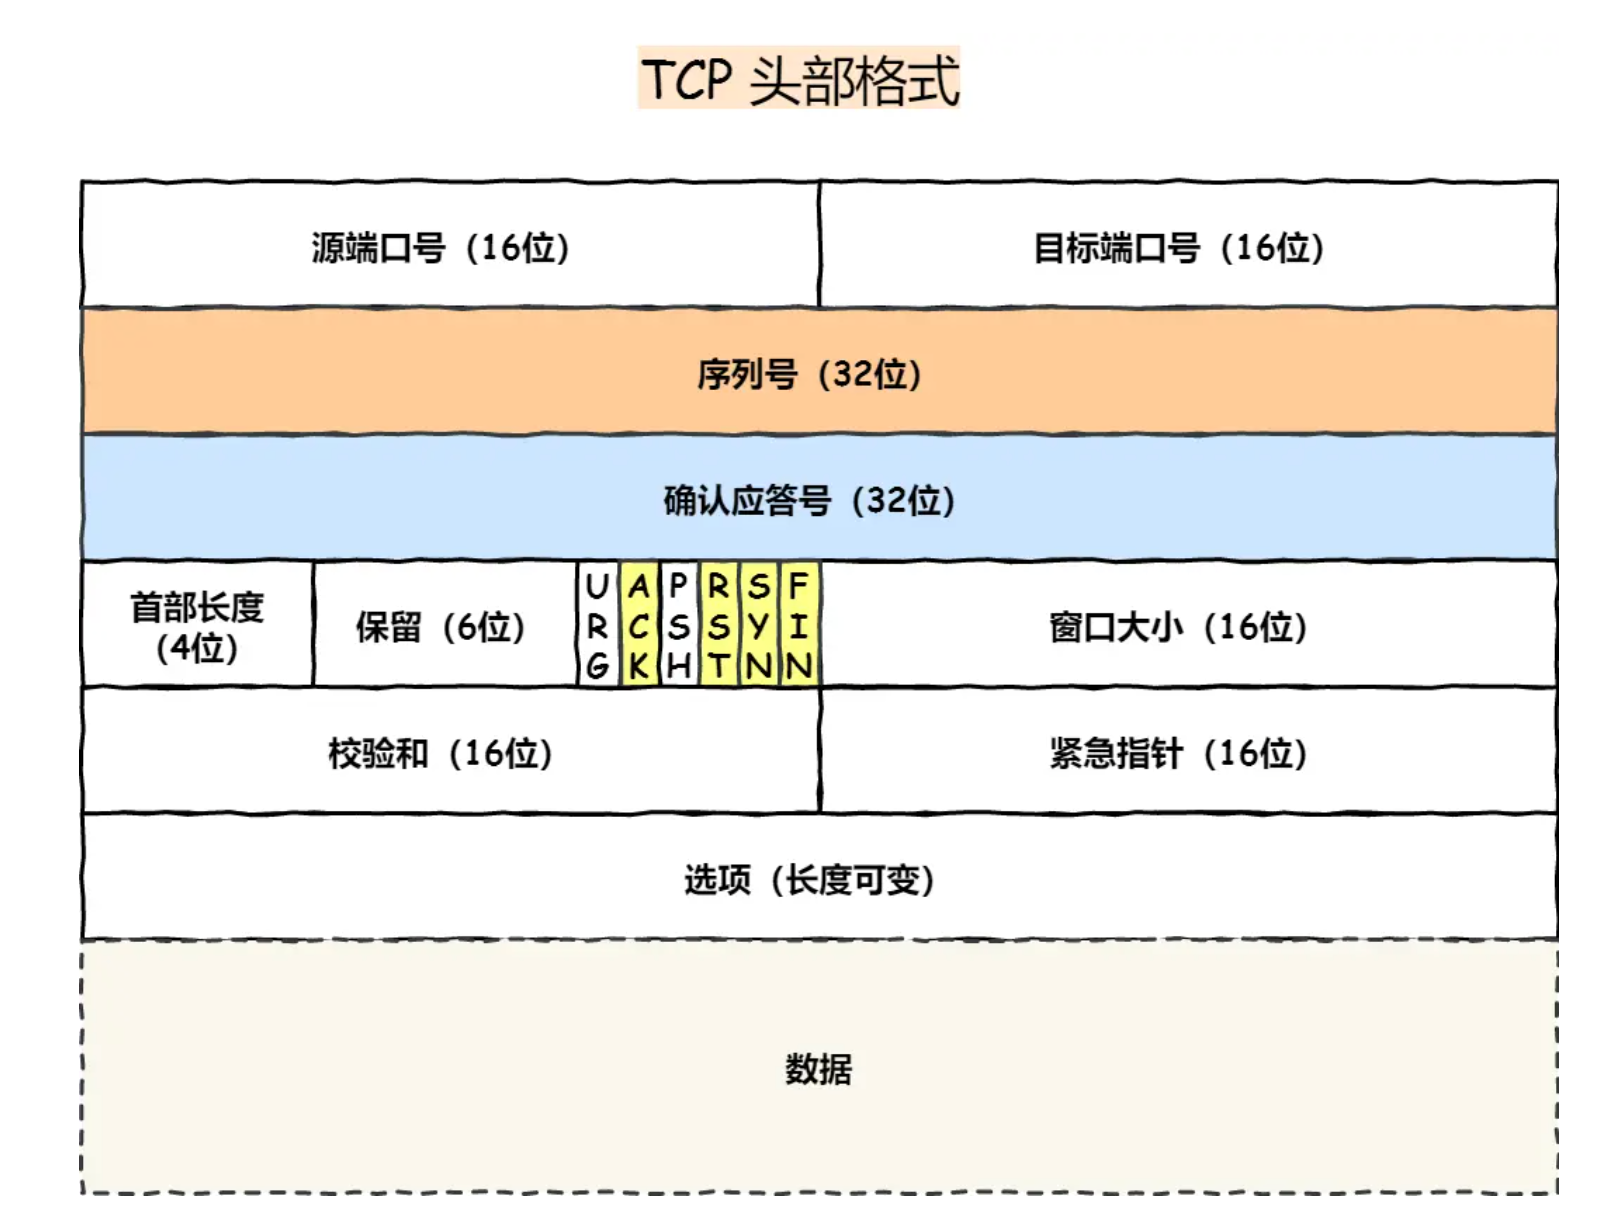 TCP 头部格式
源端口号（16位） 目标端口号（16位）
序列号（32位）
确认应答号（32位）
首部长度
（4位）
保留（6位）
URG
ACK
PSH
RST
SYN
FIN
窗口大小（16位）
校验和（16位） 紧急指针（16位）
选项（长度可变）
数据